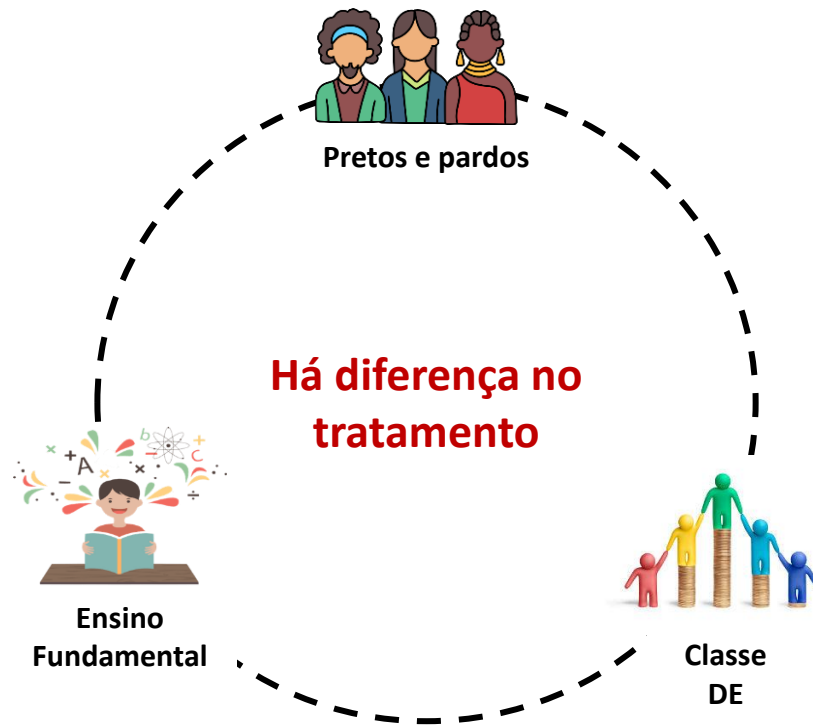 Pretos e pardos
Há diferença no
tratamento
b
A
C
Ensino
Fundamental
Classe
DE